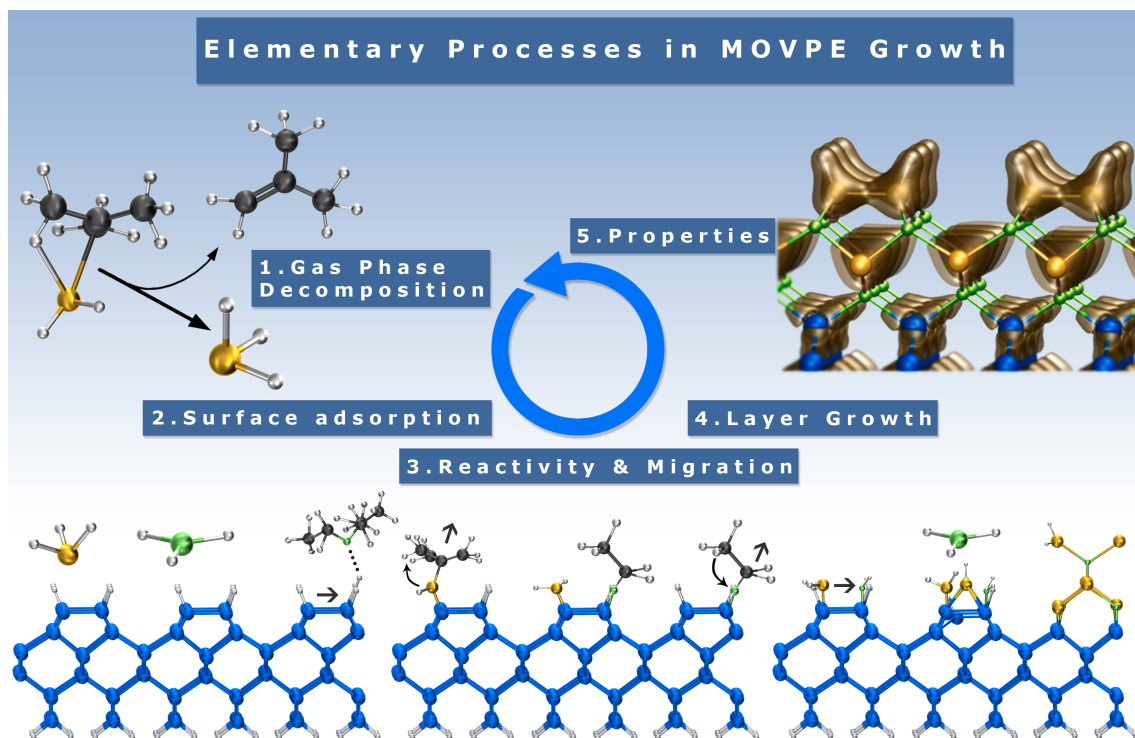 Elementary Processes in MOVPE Growth
5.Properties
1.Gas Phase
Decomposition
2.Surface adsorption
4.Layer Growth
3.Reactivity & Migration